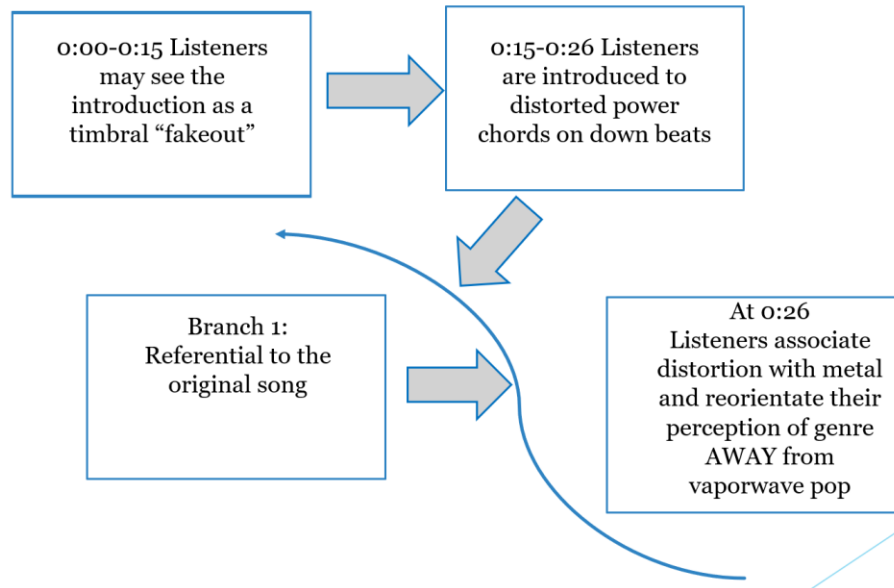 0:00-0:15 Listeners
may see the
introduction as a
timbral “fakeout”
0:15-0:26 Listeners
are introduced to
distorted power
chords on down beats
Branch 1:
Referential to the
original song
At 0:26
Listeners associate
distortion with metal
and reorientate their
perception of genre
AWAY from
vaporwave pop